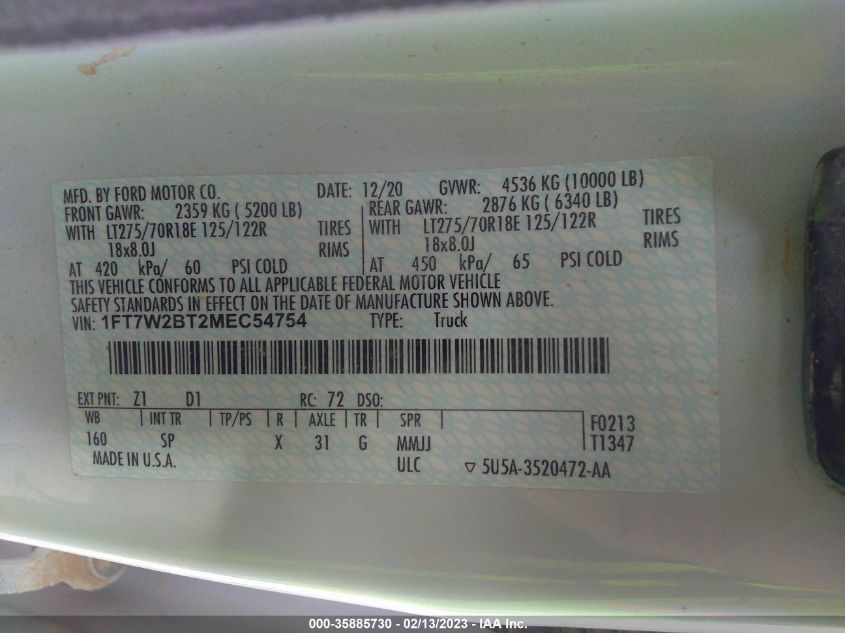 MFD. BY FORD MOTOR CO. DATE: 12/20 GVWR: 4536 KG (10000 LB)
FRONT GAWR: 2359 KG ( 5200 LB) REAR GAWR: 2876 KG ( 6340 LB)
WITH LT275/70R18E 125/122R TIRES WITH LT275/70R18E 125/122R TIRES
18x8.0J RIMS 18x8.0J RIMS
AT 420 kPa/ 60 PSI COLD AT 450 kPa/ 65 PSI COLD
THIS VEHICLE CONFORMS TO ALL APPLICABLE FEDERAL MOTOR VEHICLE
SAFETY STANDARDS IN EFFECT ON THE DATE OF MANUFACTURE SHOWN ABOVE.
VIN: 1FT7W2BT2MEC54754 TYPE: Truck
EXT PNT: Z1 D1 RC: 72 DSO:
WB INT TR TP/PS R AXLE TR SPR F0213
160 SP X 31 G MMJJ T1347
MADE IN U.S.A. ULC ▽ 5U5A-3520472-AA
000-35885730 - 02/13/2023 - IAA Inc.